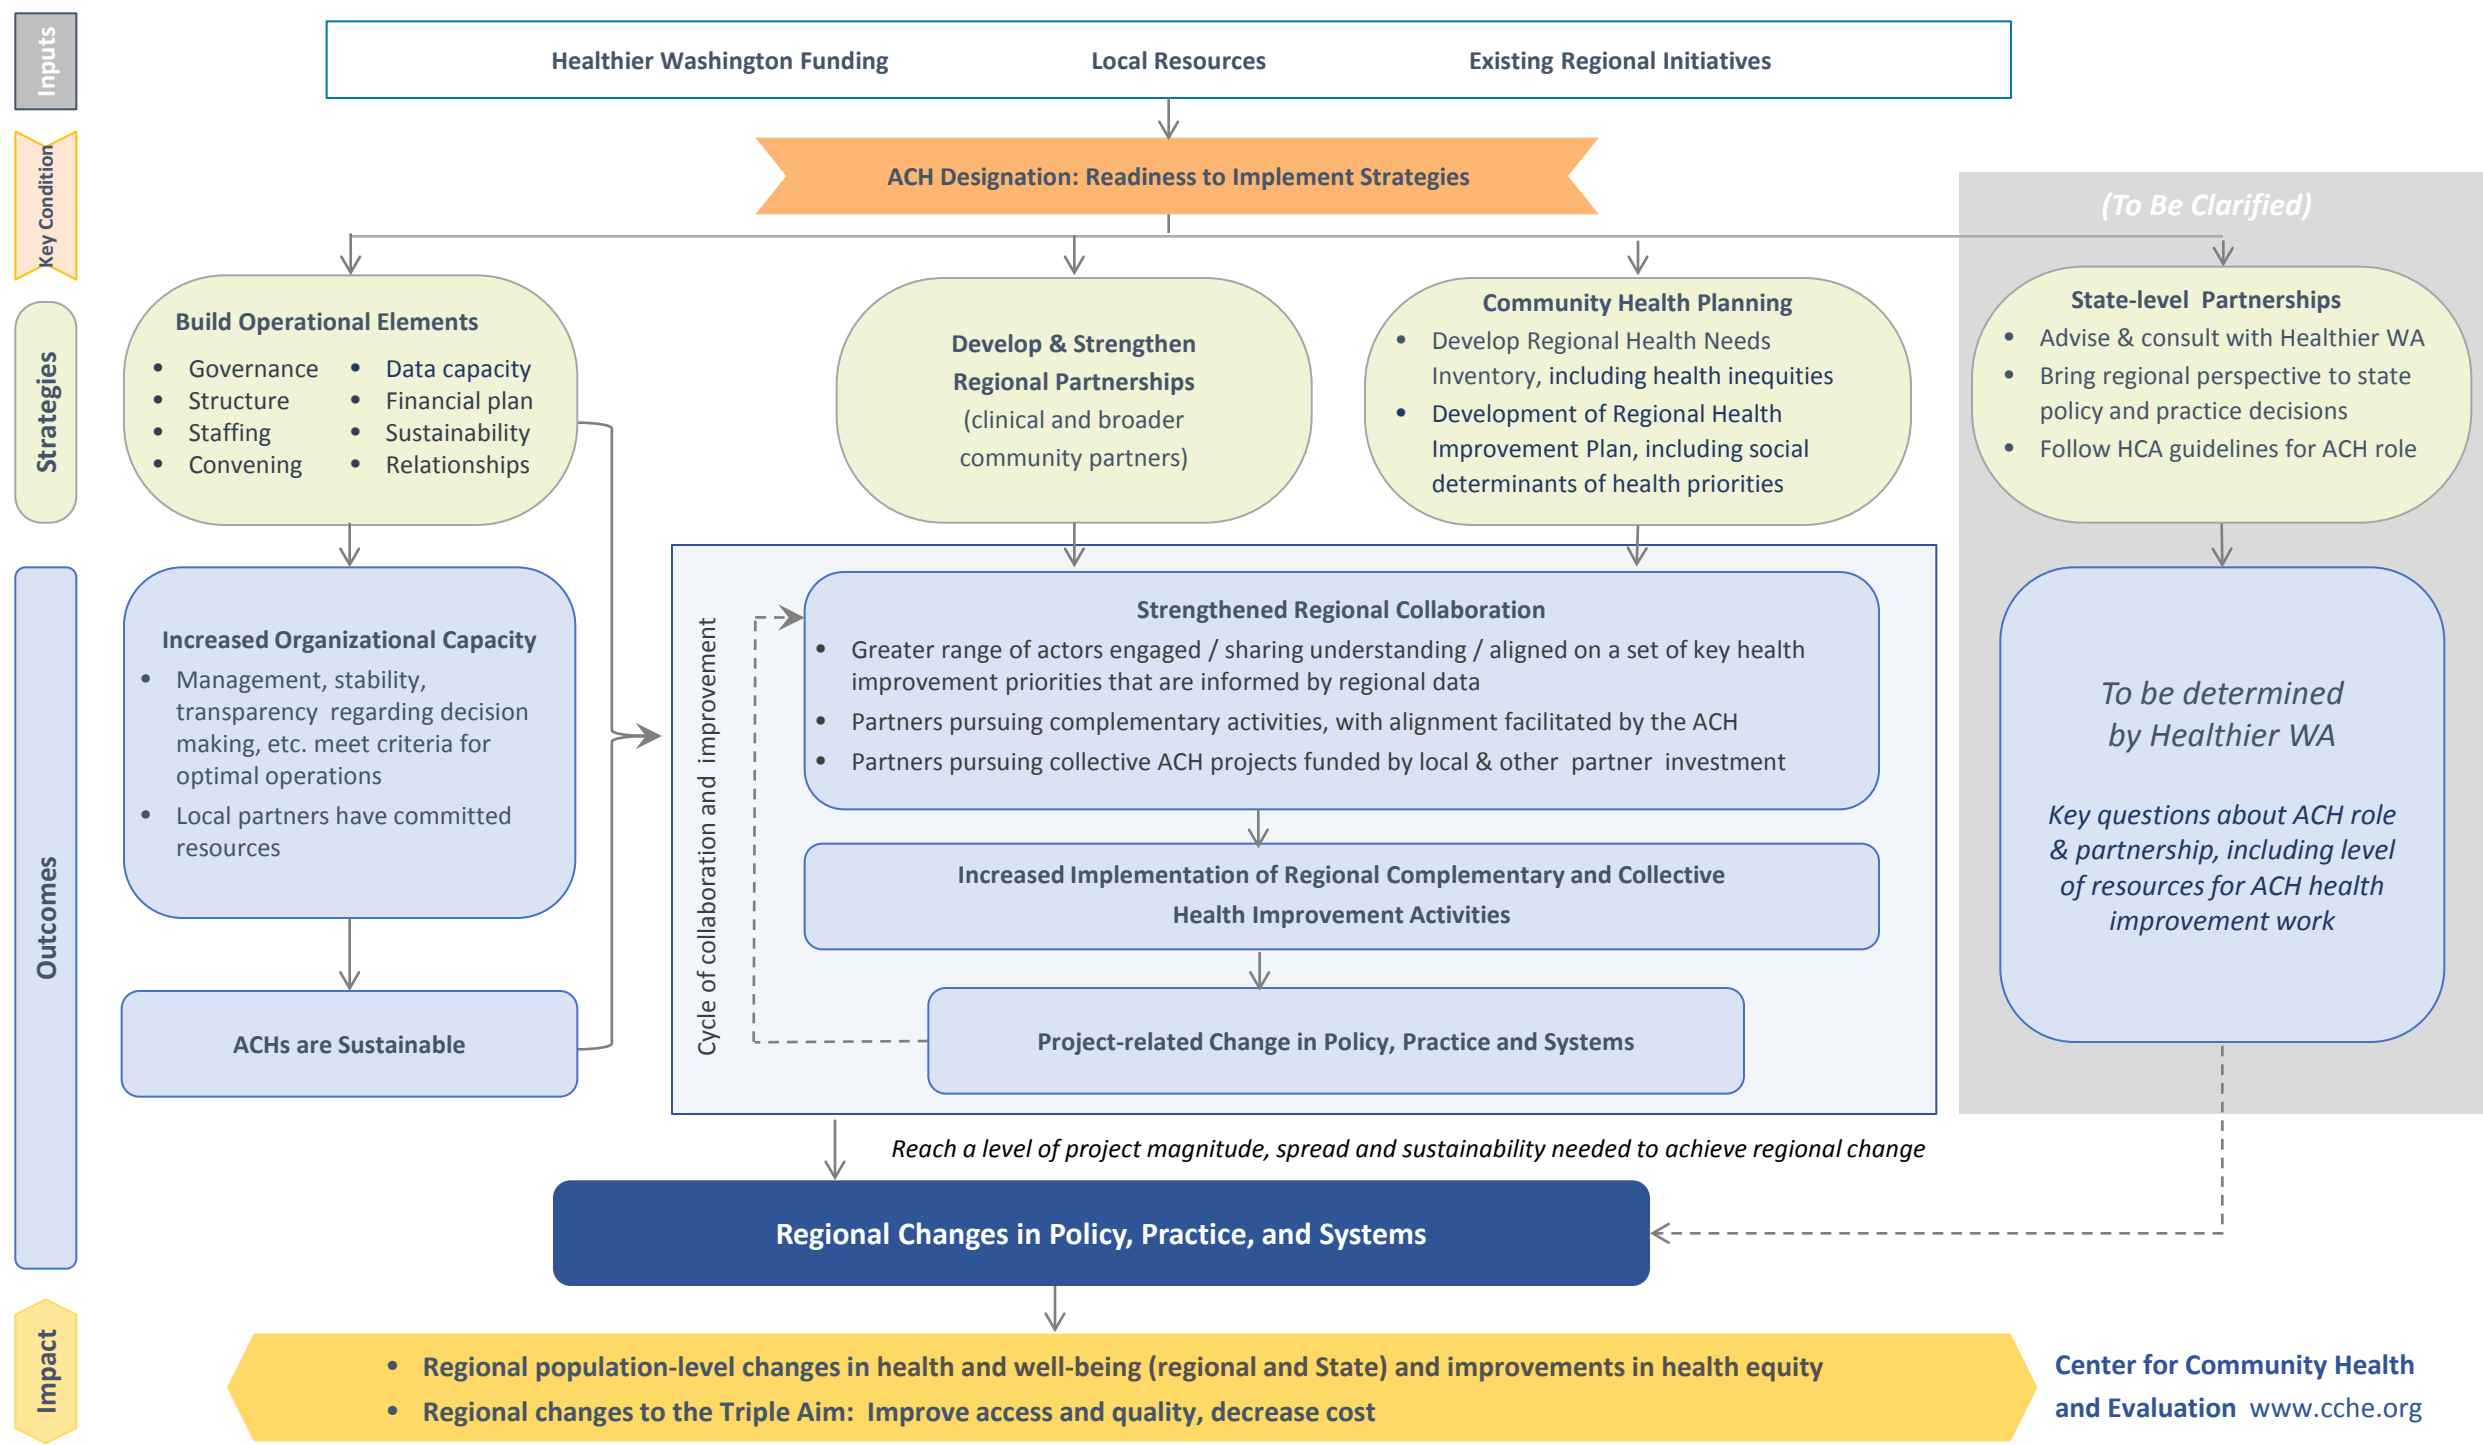 Inputs
Healthier Washington Funding
Local Resources
Existing Regional Initiatives
Key Condition
ACH Designation: Readiness to Implement Strategies
(To Be Clarified)
Strategies
Build Operational Elements
• Governance
• Structure
• Staffing
• Convening
• Data capacity
• Financial plan
• Sustainability
• Relationships
Develop & Strengthen
Regional Partnerships
(clinical and broader
community partners)
Community Health Planning
• Develop Regional Health Needs
Inventory, including health inequities
• Development of Regional Health
Improvement Plan, including social
determinants of health priorities
State-level Partnerships
• Advise & consult with Healthier WA
• Bring regional perspective to state
policy and practice decisions
• Follow HCA guidelines for ACH role
Outcomes
Increased Organizational Capacity
• Management, stability,
transparency regarding decision
making, etc. meet criteria for
optimal operations
• Local partners have committed
resources
ACHs are Sustainable
Cycle of collaboration and improvement
Strengthened Regional Collaboration
• Greater range of actors engaged / sharing understanding / aligned on a set of key health
improvement priorities that are informed by regional data
• Partners pursuing complementary activities, with alignment facilitated by the ACH
• Partners pursuing collective ACH projects funded by local & other partner investment
Increased Implementation of Regional Complementary and Collective
Health Improvement Activities
Project-related Change in Policy, Practice and Systems
To be determined
by Healthier WA
Key questions about ACH role
& partnership, including level
of resources for ACH health
improvement work
Reach a level of project magnitude, spread and sustainability needed to achieve regional change
Regional Changes in Policy, Practice, and Systems
Impact
• Regional population-level changes in health and well-being (regional and State) and improvements in health equity
• Regional changes to the Triple Aim: Improve access and quality, decrease cost
Center for Community Health
and Evaluation www.cche.org